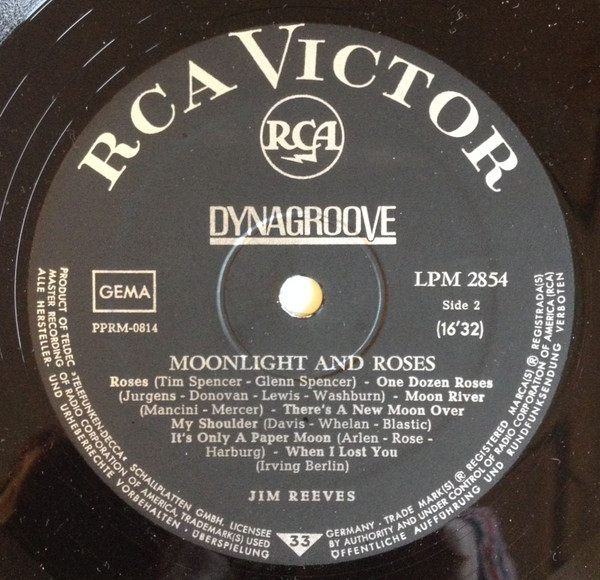 RCA VICTOR
RCA
DYNAGROOVE
GEMA
PPRM-0814
LPM 2854
Side 2
(16'32)
MOONLIGHT AND ROSES
Roses (Tim Spencer - Glenn Spencer) - One Dozen Roses
(Jurgens - Donovan - Lewis - Washburn) - Moon River
(Mancini - Mercer) - There's A New Moon Over
My Shoulder (Davis - Whelan - Blastic)
It's Only A Paper Moon (Arlen - Rose -
Harburg) - When I Lost You
(Irving Berlin)
JIM REEVES
33
PRODUCT OF TELDEC »TELEFUNKEN-DECCA« SCHALLPLATTEN GMBH, LICENSEE
MASTER RECORDING OF RADIO CORPORATION OF AMERICA, TRADEMARK(S) USED
ALLE HERSTELLER- UND URHEBERRECHTE VORBEHALTEN · ÜBERSPIELUNG
GERMANY - TRADE MARK(S) ® REGISTERED MARCA(S) ® REGISTRADA(S)
BY AUTHORITY AND UNDER CONTROL OF RADIO CORPORATION OF AMERICA (RCA)
ÖFFENTLICHE AUFFÜHRUNG UND RUNDFUNKSENDUNG VERBOTEN